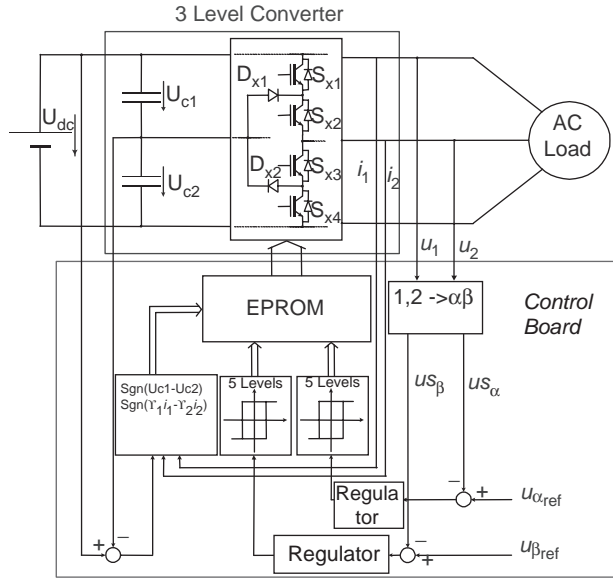 3 Level Converter
D_x1
S_x1
U_c1
S_x2
U_dc
AC
Load
D_x2
S_x3
i_1
i_2
U_c2
S_x4
u_1
u_2
EPROM
1,2 ->αβ
Control
Board
Sgn(Uc1-Uc2)
Sgn(ϒ_1i_1-ϒ_2i_2)
5 Levels
5 Levels
us_β
us_α
−
+
u_αref
Regula
tor
−
+
−
+
Regulator
u_βref